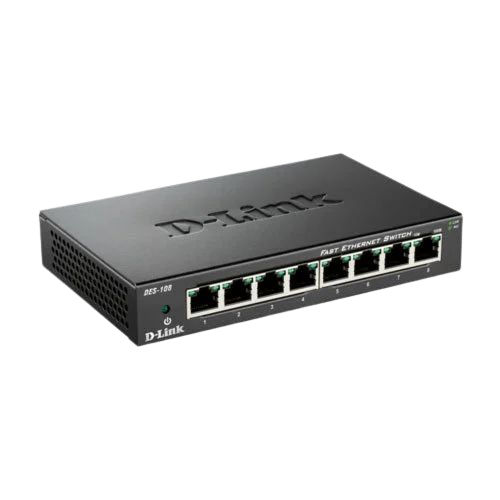 D-Link
FAST ETHERNET SWITCH
DES-108
D-Link
1 2 3 4 5 6 7 8